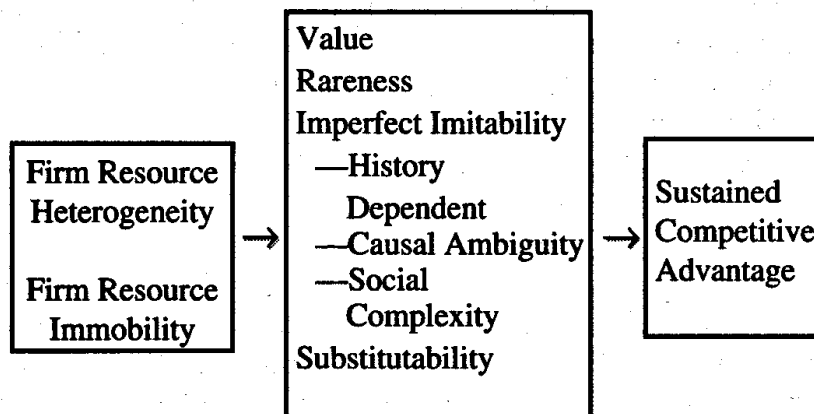 Firm Resource
Heterogeneity
Firm Resource
Immobility
→
Value
Rareness
Imperfect Imitability
—History
Dependent
—Causal Ambiguity
—Social
Complexity
Substitutability
→
Sustained
Competitive
Advantage